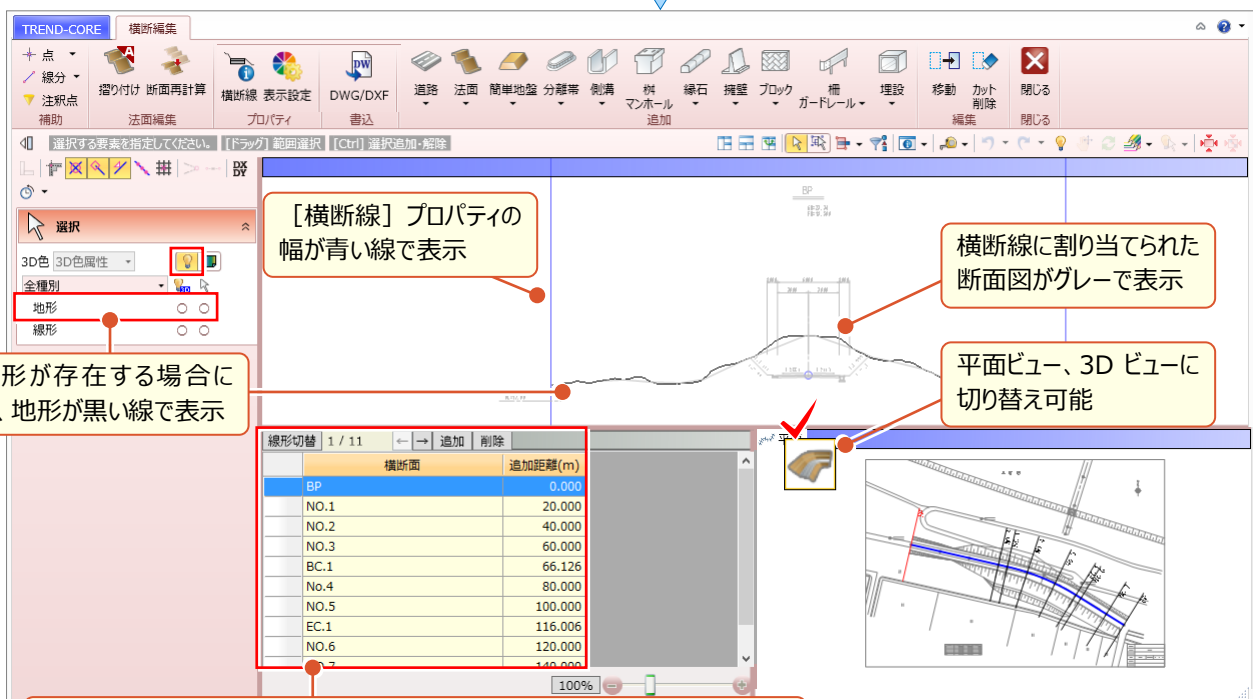 TREND-CORE 横断編集
点
線分
注釈点
摺り付け 断面再計算 横断線 表示設定 DWG/DXF 道路 法面 簡単地盤 分離帯 側溝 桝 マンホール 縁石 擁壁 ブロック 柵 ガードレール 埋設 移動 カット 削除 閉じる
補助 法面編集 プロパティ 書込 追加 編集 閉じる
選択する要素を指定してください。 [ドラッグ] 範囲選択 [Ctrl] 選択追加・解除
DX
DY
選択
3D色 3D色属性
全種別
地形
線形
BP
［横断線］プロパティの
幅が青い線で表示
横断線に割り当てられた
断面図がグレーで表示
形が存在する場合に
、地形が黒い線で表示
平面ビュー、3D ビューに
切り替え可能
線形切替 1 / 11 ← → 追加 削除
横断面 追加距離(m)
BP 0.000
NO.1 20.000
NO.2 40.000
NO.3 60.000
BC.1 66.126
No.4 80.000
NO.5 100.000
EC.1 116.006
NO.6 120.000
NO.7 140.000
100%